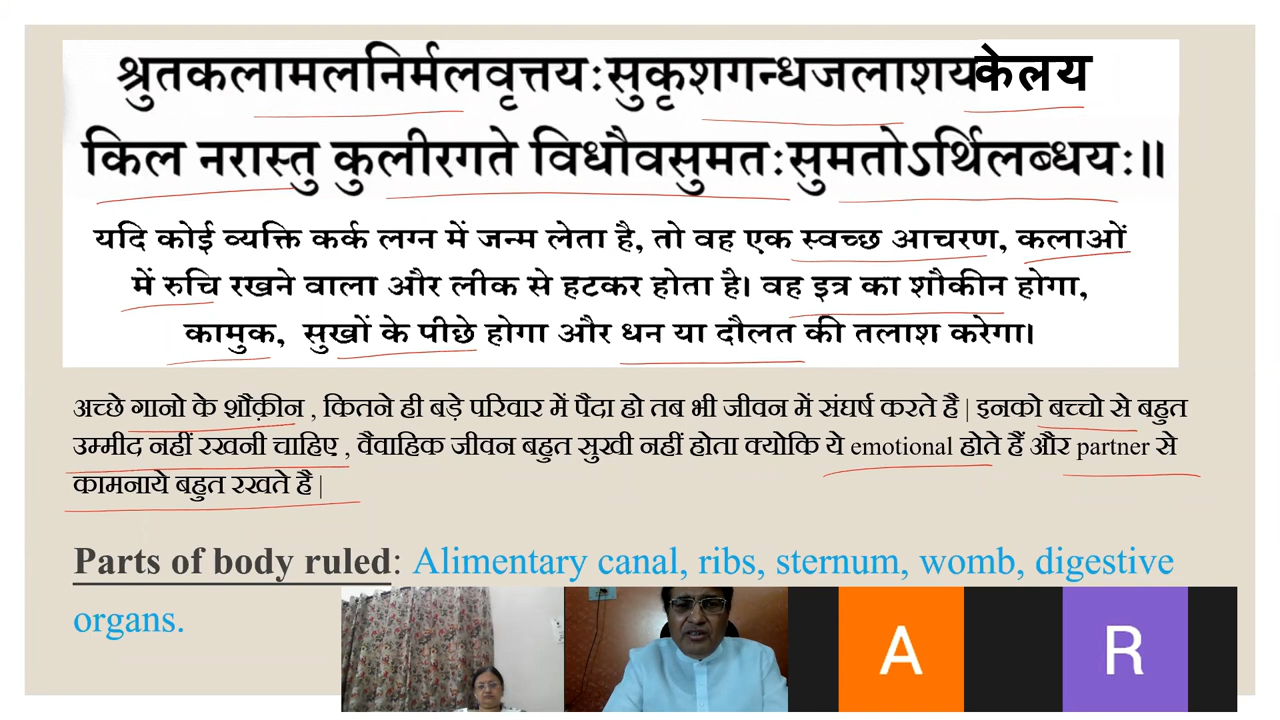 श्रुतकलामलनिर्मलवृत्तयःसुकृशगन्धजलाशयकेलय
किल नरास्तु कुलीरगते विधौवसुमतःसुमतोऽर्थिलब्धयः॥
यदि कोई व्यक्ति कर्क लग्न में जन्म लेता है, तो वह एक स्वच्छ आचरण, कलाओं
में रुचि रखने वाला और लीक से हटकर होता है। वह इत्र का शौकीन होगा,
कामुक, सुखों के पीछे होगा और धन या दौलत की तलाश करेगा।
अच्छे गानो के शौक़ीन , कितने ही बड़े परिवार में पैदा हो तब भी जीवन में संघर्ष करते है | इनको बच्चो से बहुत
उम्मीद नहीं रखनी चाहिए , वैवाहिक जीवन बहुत सुखी नहीं होता क्योकि ये emotional होते हैं और partner से
कामनाये बहुत रखते है |
Parts of body ruled: Alimentary canal, ribs, sternum, womb, digestive
organs.
A R